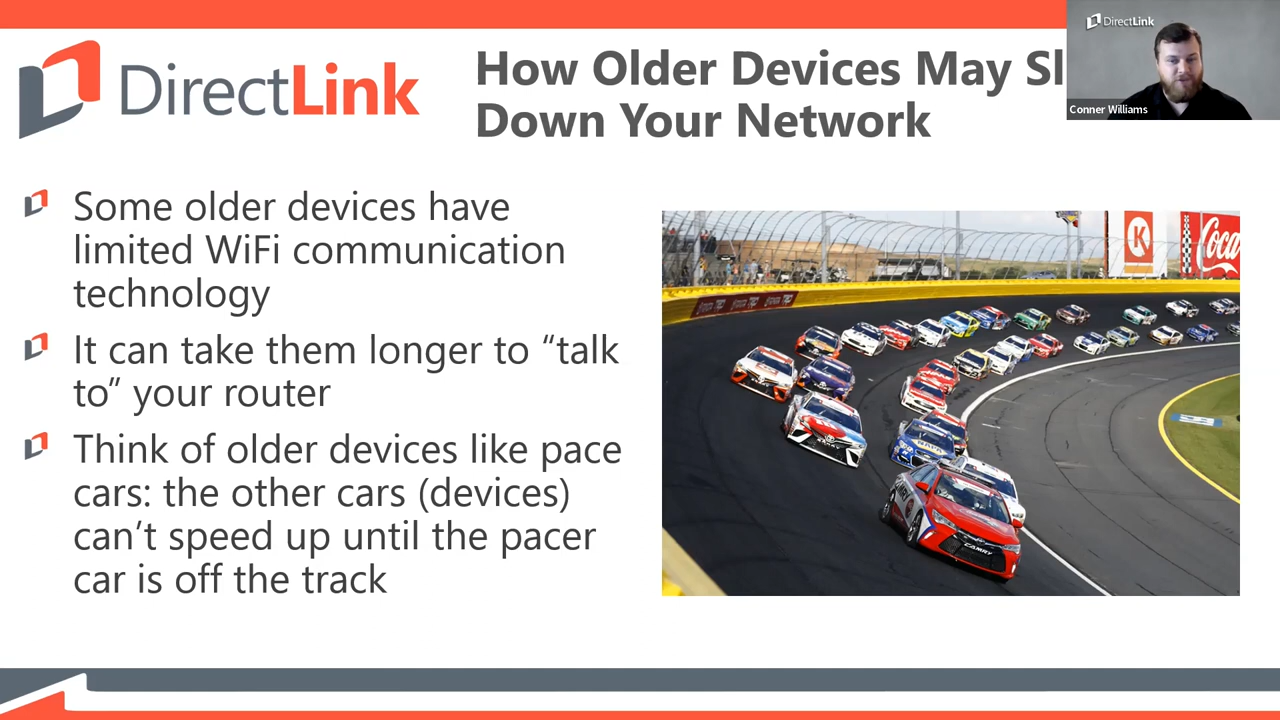 DirectLink
How Older Devices May Sl
Down Your Network
DirectLink
Conner Williams
Some older devices have
limited WiFi communication
technology
It can take them longer to “talk
to” your router
Think of older devices like pace
cars: the other cars (devices)
can’t speed up until the pacer
car is off the track
K
Coca
CAMRY